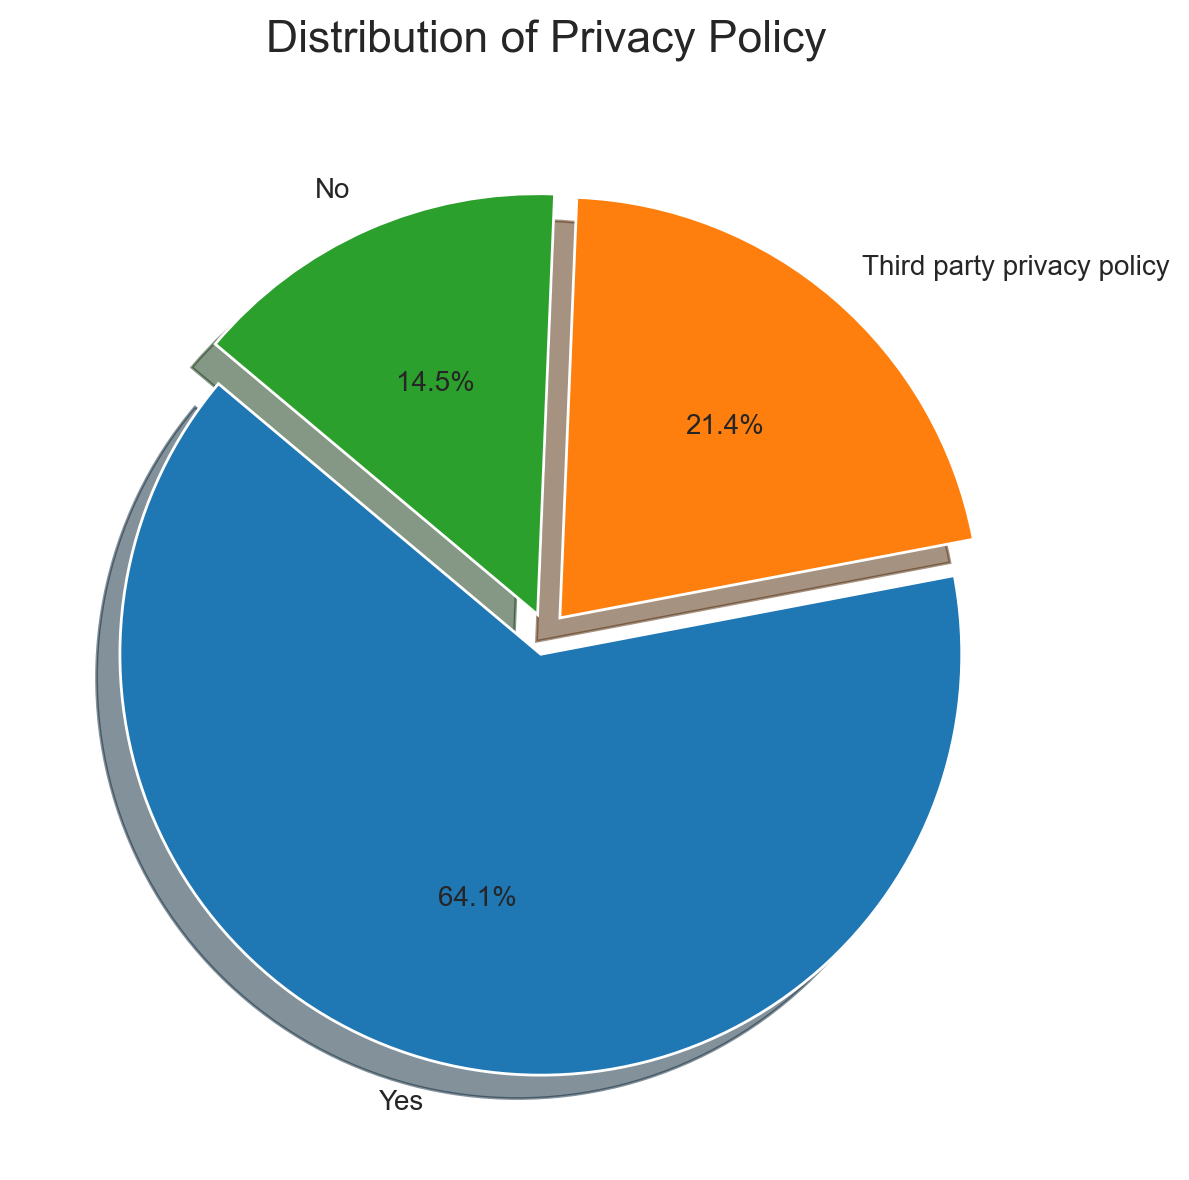 Distribution of Privacy Policy
No
Third party privacy policy
14.5%
21.4%
64.1%
Yes